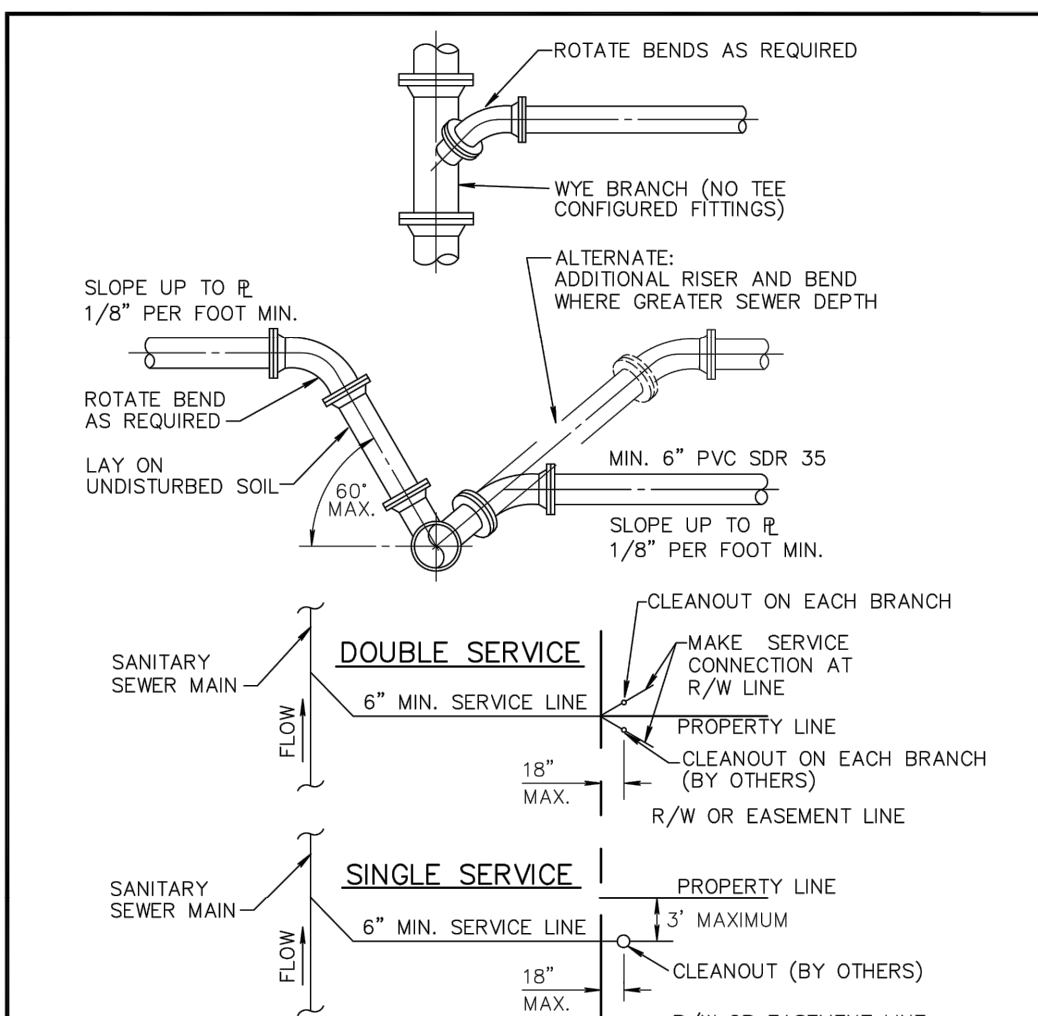 ROTATE BENDS AS REQUIRED
WYE BRANCH (NO TEE
CONFIGURED FITTINGS)
ALTERNATE:
ADDITIONAL RISER AND BEND
WHERE GREATER SEWER DEPTH
SLOPE UP TO ℄
1/8” PER FOOT MIN.
ROTATE BEND
AS REQUIRED
LAY ON
UNDISTURBED SOIL
60°
MAX.
MIN. 6” PVC SDR 35
SLOPE UP TO ℄
1/8” PER FOOT MIN.
CLEANOUT ON EACH BRANCH
DOUBLE SERVICE
MAKE SERVICE
CONNECTION AT
R/W LINE
SANITARY
SEWER MAIN
6” MIN. SERVICE LINE
FLOW
PROPERTY LINE
CLEANOUT ON EACH BRANCH
(BY OTHERS)
18”
MAX.
R/W OR EASEMENT LINE
SINGLE SERVICE
SANITARY
SEWER MAIN
PROPERTY LINE
3’ MAXIMUM
6” MIN. SERVICE LINE
FLOW
CLEANOUT (BY OTHERS)
18”
MAX.
R/W OR EASEMENT LINE